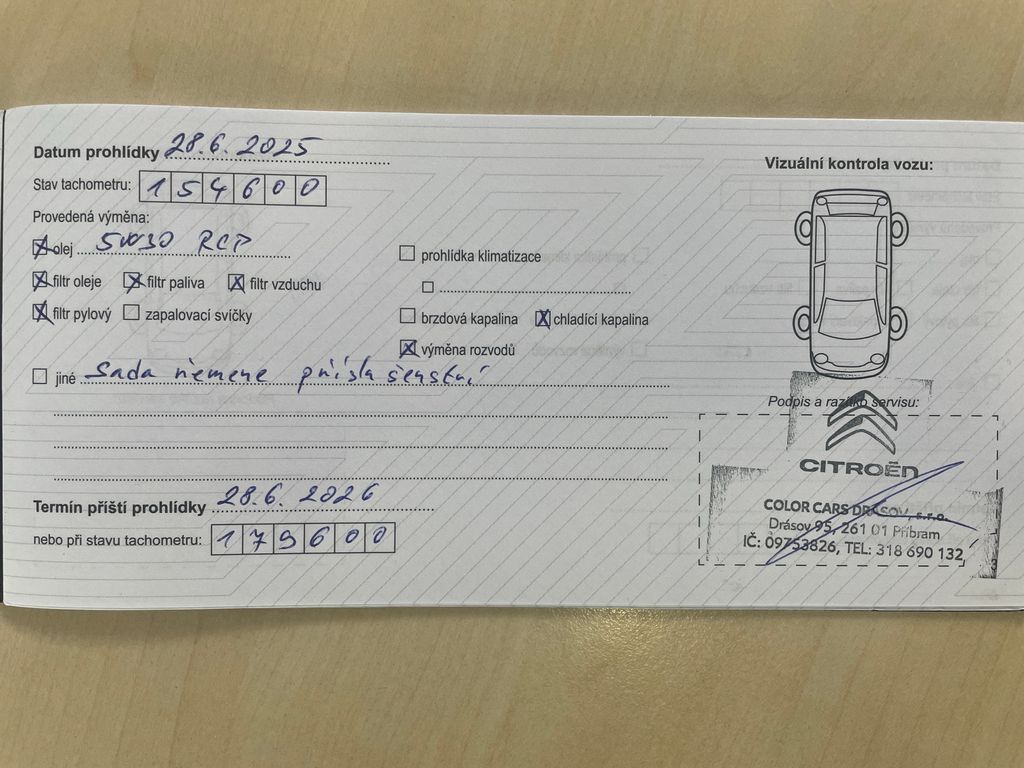 Datum prohlídky 28.6.2025
Stav tachometru: 154600
Provedená výměna:
olej 5W30 RCP
filtr oleje filtr paliva filtr vzduchu
filtr pylový zapalovací svíčky
prohlídka klimatizace
brzdová kapalina chladící kapalina
výměna rozvodů
jiné Sada řemene
Termín příští prohlídky 28.6.2026
nebo při stavu tachometru: 179600
Vizuální kontrola vozu:
Podpis a razítko servisu:
CITROËN
COLOR CARS DRÁSOV, s.r.o.
Drásov 95, 261 01 Příbram
IČ: 09753826, TEL: 318 690 132